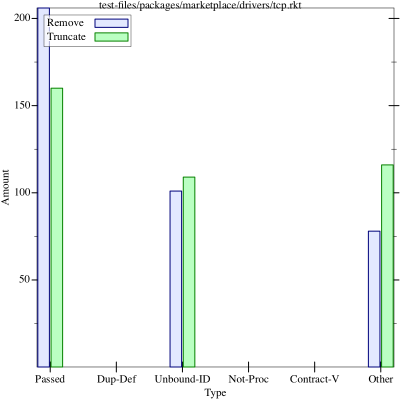 test-files/packages/marketplace/drivers/tcp.rkt
200
Remove
Truncate
150
Amount
100
50
Passed Dup-Def Unbound-ID Not-Proc Contract-V Other
Type